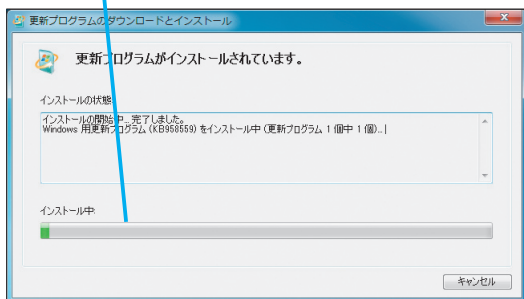 更新プログラムのダウンロードとインストール
更新プログラムがインストールされています。
インストールの状態:
インストールの開始中... 完了しました。
Windows 用更新プログラム (KB958559) をインストール中 (更新プログラム 1 個中 1 個)...
インストール中:
キャンセル